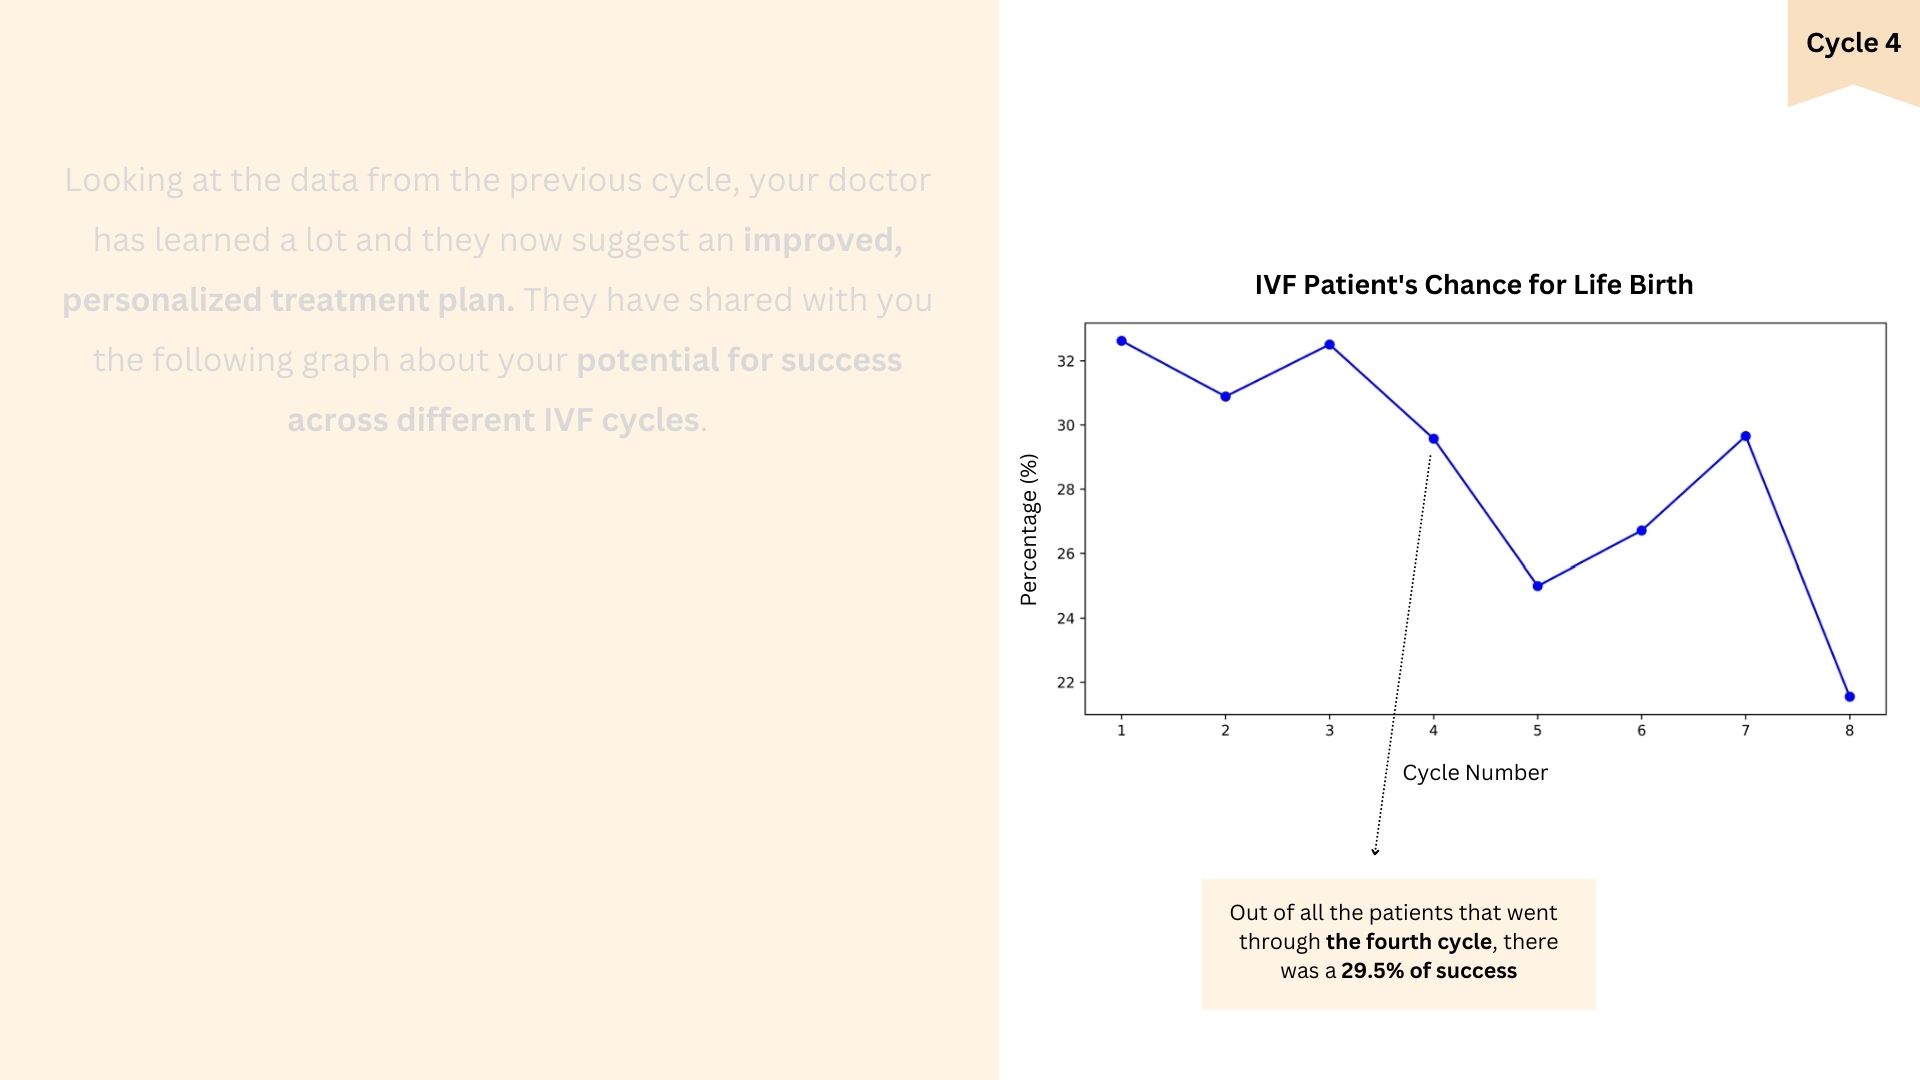 Cycle 4
Looking at the data from the previous cycle, your doctor
has learned a lot and they now suggest an improved,
personalized treatment plan. They have shared with you
the following graph about your potential for success
across different IVF cycles.
IVF Patient's Chance for Life Birth
Percentage (%)
32
30
28
26
24
22
1 2 3 4 5 6 7 8
Cycle Number
Out of all the patients that went
through the fourth cycle, there
was a 29.5% of success